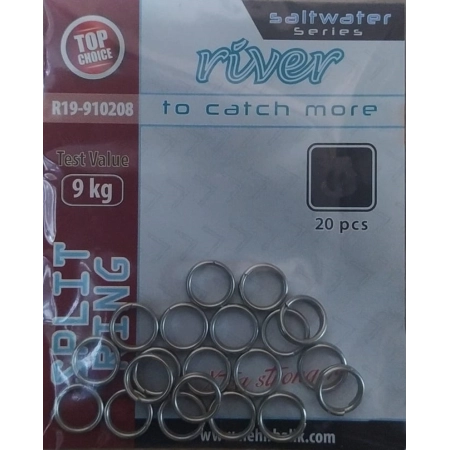 saltwater
Series
TOP
CHOICE
river
R19-910208
to catch more
Test Value
9 kg
20 pcs
SPLIT
RING